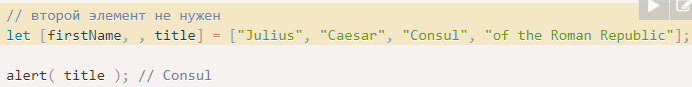 // второй элемент не нужен
let [firstName, , title] = ["Julius", "Caesar", "Consul", "of the Roman Republic"];
alert( title ); // Consul